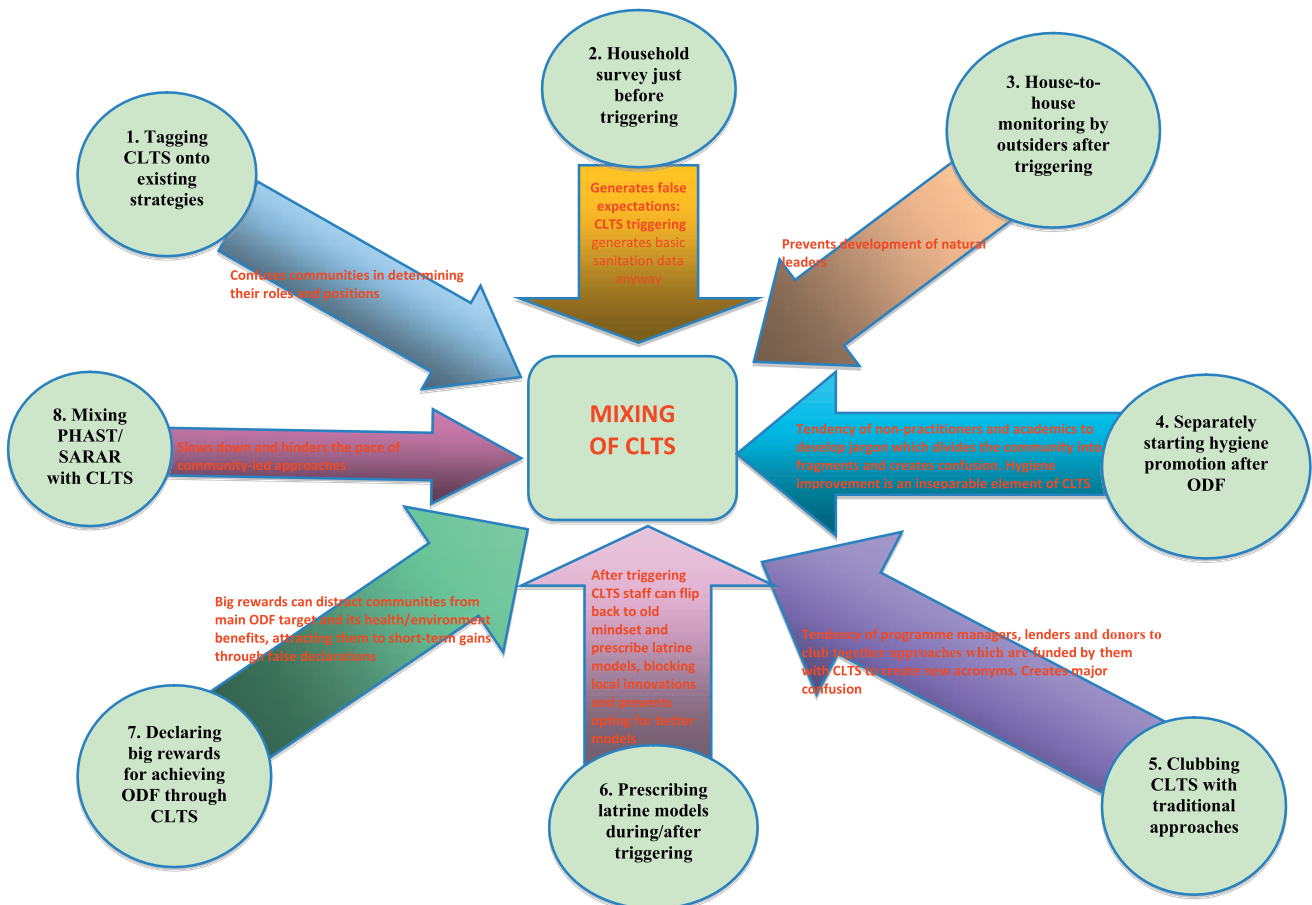 1. Tagging
CLTS onto
existing
strategies
Confuses communities in determining
their roles and positions
2. Household
survey just
before
triggering
Generates false
expectations:
CLTS triggering
generates basic
sanitation data
anyway
3. House-to-
house
monitoring by
outsiders after
triggering
Prevents development of natural
leaders
MIXING
OF CLTS
4. Separately
starting hygiene
promotion after
ODF
Tendency of non-practitioners and academics to
develop jargon which divides the community into
fragments and creates confusion. Hygiene
improvement is an inseparable element of CLTS
5. Clubbing
CLTS with
traditional
approaches
Tendency of programme managers, lenders and donors to
club together approaches which are funded by them
with CLTS to create new acronyms. Creates major
confusion
6. Prescribing
latrine models
during/after
triggering
After triggering
CLTS staff can flip
back to old
mindset and
prescribe latrine
models, blocking
local innovations
and prevents
opting for better
models
7. Declaring
big rewards
for achieving
ODF through
CLTS
Big rewards can distract communities from
main ODF target and its health/environment
benefits, attracting them to short-term gains
through false declarations
8. Mixing
PHAST/
SARAR
with CLTS
Slows down and hinders the pace of
community-led approaches